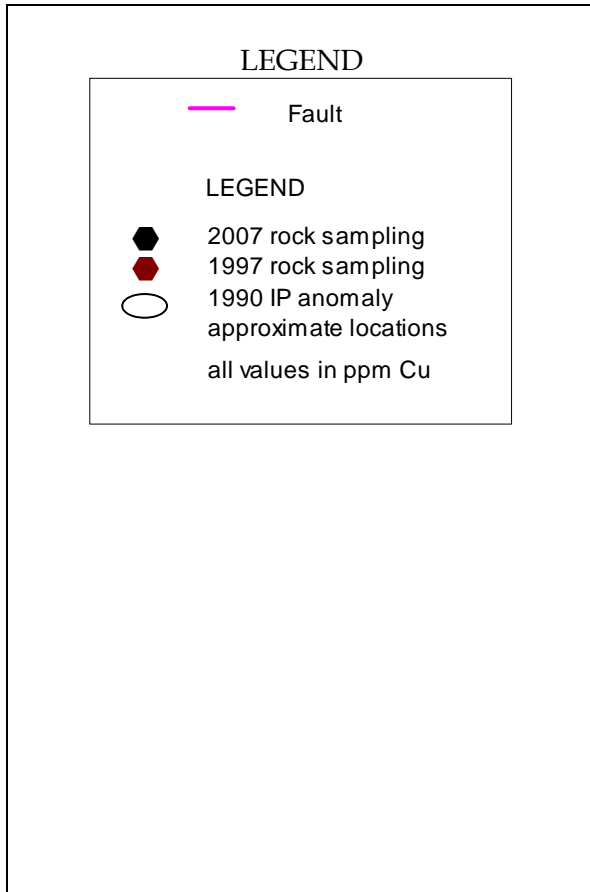 LEGEND
Fault
LEGEND
2007 rock sampling
1997 rock sampling
1990 IP anomaly
approximate locations
all values in ppm Cu